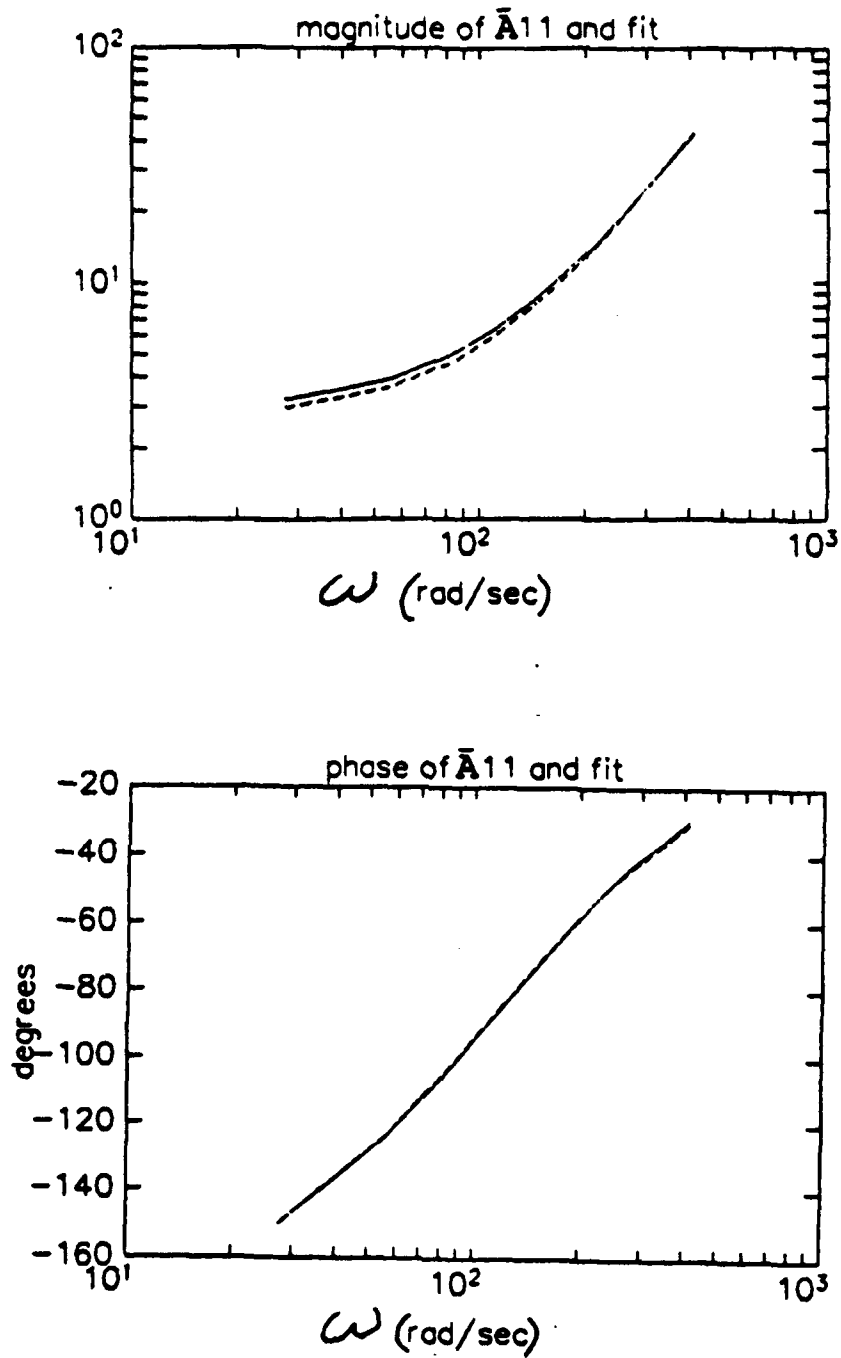 magnitude of Ā11 and fit
10²
10¹
10⁰
10¹ 10² 10³
ω (rad/sec)
phase of Ā11 and fit
-20
-40
-60
-80
degrees
-100
-120
-140
-160
10¹ 10² 10³
ω (rad/sec)